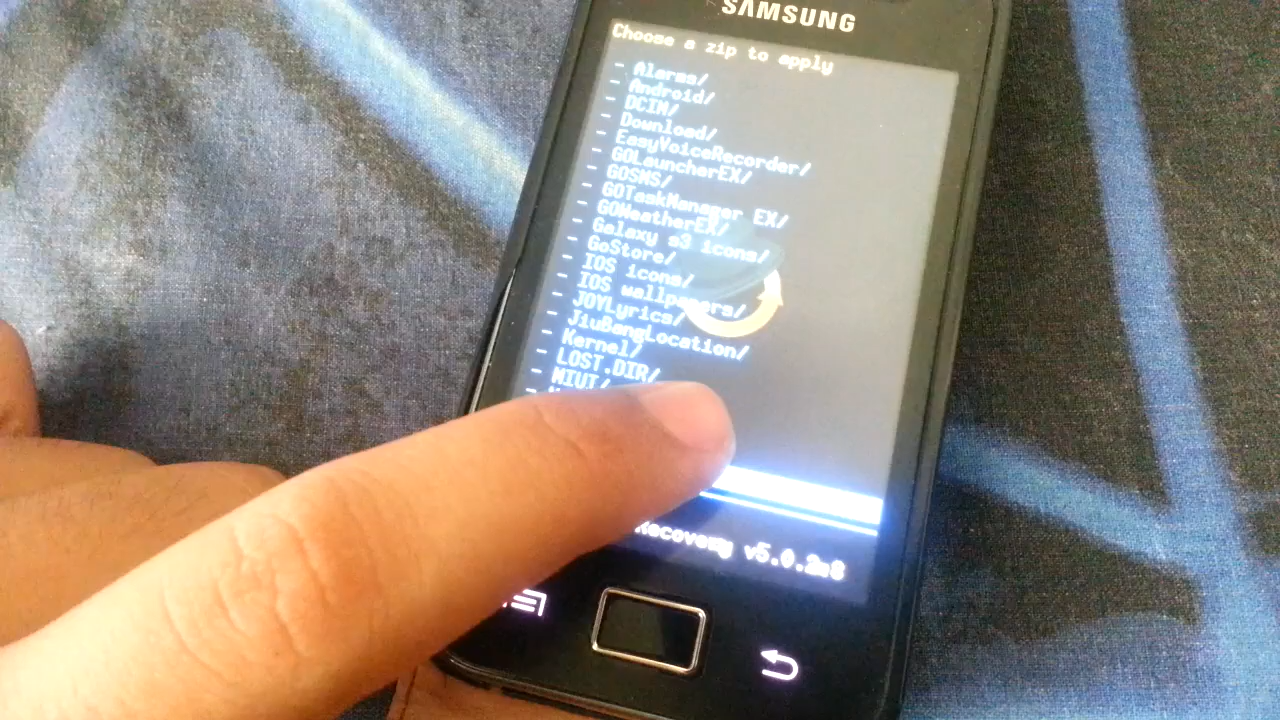 SAMSUNG
Choose a zip to apply
- Alarms/
- Android/
- DCIM/
- Download/
- EasyVoiceRecorder/
- GOLauncherEX/
- GOSMS/
- GOTaskManager EX/
- GOWeatherEX/
- Galaxy s3 icons/
- GoStore/
- IOS icons/
- IOS wallpapers/
- JOYLyrics/
- JiuBangLocation/
- Kernel/
- LOST.DIR/
- MIUI/
Recovery v5.0.2.8